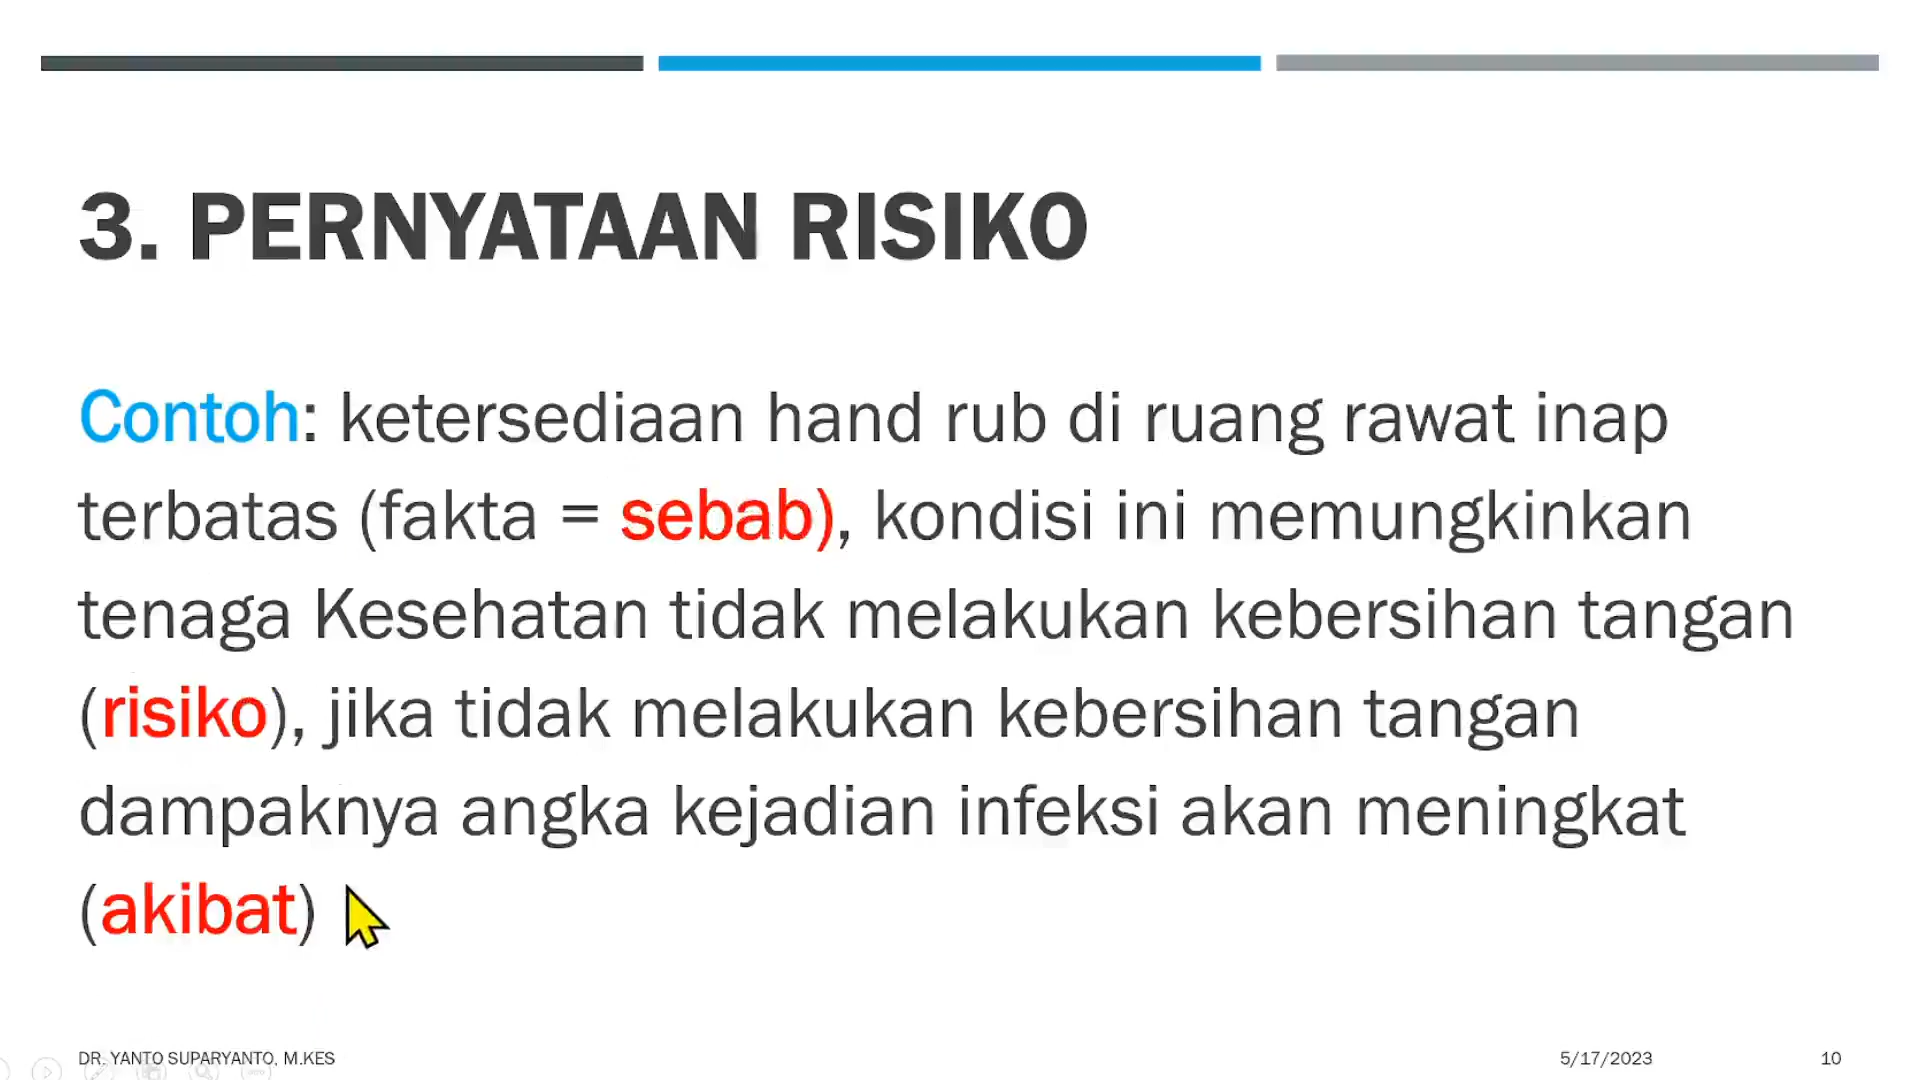 3. PERNYATAAN RISIKO
Contoh: ketersediaan hand rub di ruang rawat inap
terbatas (fakta = sebab), kondisi ini memungkinkan
tenaga Kesehatan tidak melakukan kebersihan tangan
(risiko), jika tidak melakukan kebersihan tangan
dampaknya angka kejadian infeksi akan meningkat
(akibat)
DR. YANTO SUPARYANTO, M.KES
5/17/2023
10